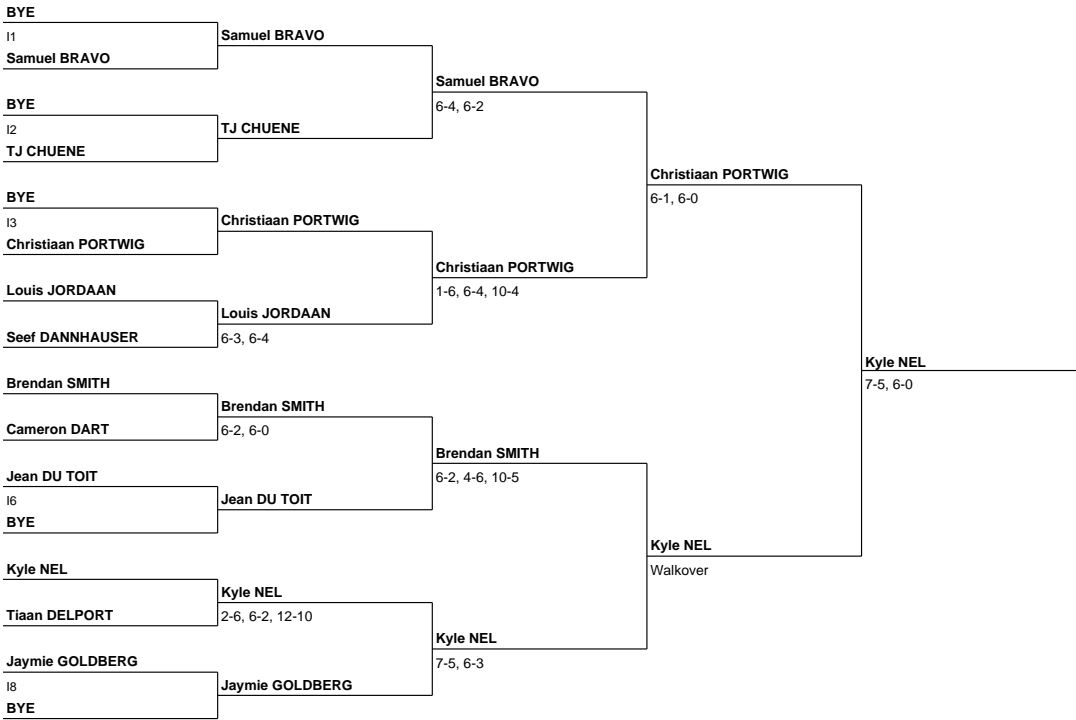 BYE
I1
Samuel BRAVO
BYE
I2
TJ CHUENE
BYE
I3
Christiaan PORTWIG
Louis JORDAAN
Seef DANNHAUSER
Brendan SMITH
Cameron DART
Jean DU TOIT
I6
BYE
Kyle NEL
Tiaan DELPORT
Jaymie GOLDBERG
I8
BYE
Samuel BRAVO
TJ CHUENE
Christiaan PORTWIG
Louis JORDAAN
6-3, 6-4
Brendan SMITH
6-2, 6-0
Jean DU TOIT
Kyle NEL
2-6, 6-2, 12-10
Jaymie GOLDBERG
Samuel BRAVO
6-4, 6-2
Christiaan PORTWIG
1-6, 6-4, 10-4
Brendan SMITH
6-2, 4-6, 10-5
Kyle NEL
7-5, 6-3
Christiaan PORTWIG
6-1, 6-0
Kyle NEL
Walkover
Kyle NEL
7-5, 6-0